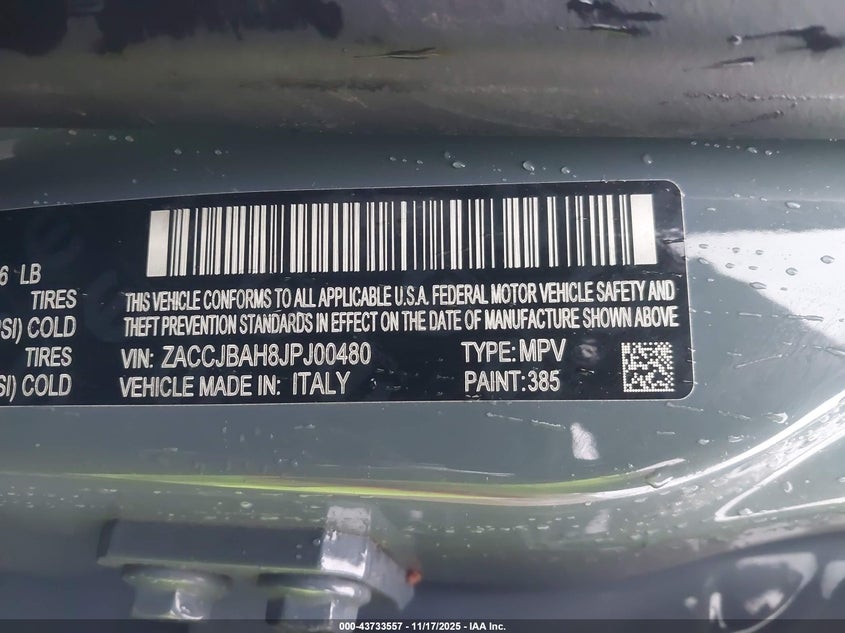 6 LB
TIRES
SI) COLD
TIRES
SI) COLD
THIS VEHICLE CONFORMS TO ALL APPLICABLE U.S.A. FEDERAL MOTOR VEHICLE SAFETY AND
THEFT PREVENTION STANDARDS IN EFFECT ON THE DATE OF MANUFACTURE SHOWN ABOVE
VIN: ZACCJBAH8JPJ00480 TYPE: MPV
VEHICLE MADE IN: ITALY PAINT: 385
000-43733557 — 11/17/2025 — IAA Inc.